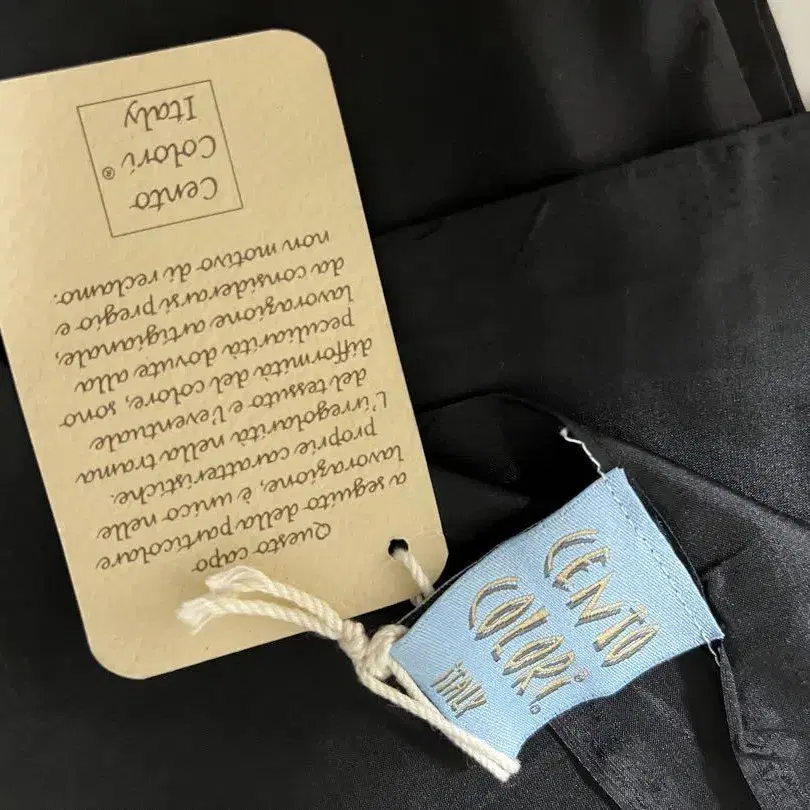 Questo capo
a seguito della particolare
lavorazione, è unico nelle
proprie caratteristiche.
L'irregolarità nella trama
del tessuto e l'eventuale
difformità del colore, sono
peculiarità dovute alla
lavorazione artigianale,
da considerarsi pregio e
non motivo di reclamo.
Cento
Colori®
Italy
CENTO
COLORI®
ITALY